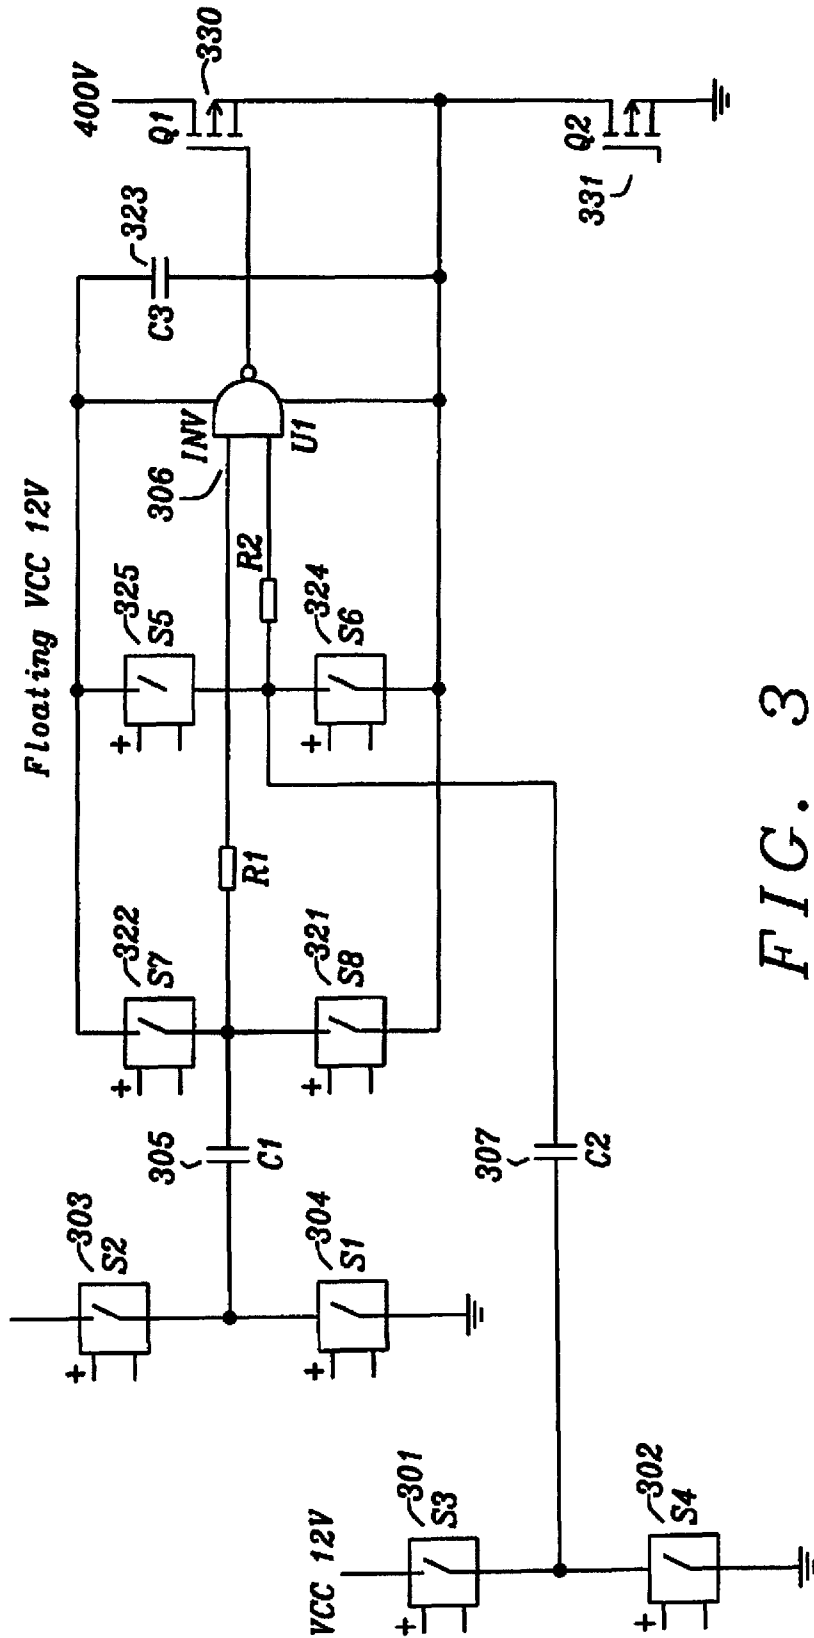 Floating VCC 12V
400V
330
Q1
323
C3
INV
U1
306
325
S5
R2
324
S6
Q2
331
322
S7
R1
321
S8
305
C1
307
C2
303
S2
304
S1
VCC 12V
301
S3
302
S4
+
+
+
+
+
+
+
+
FIG. 3